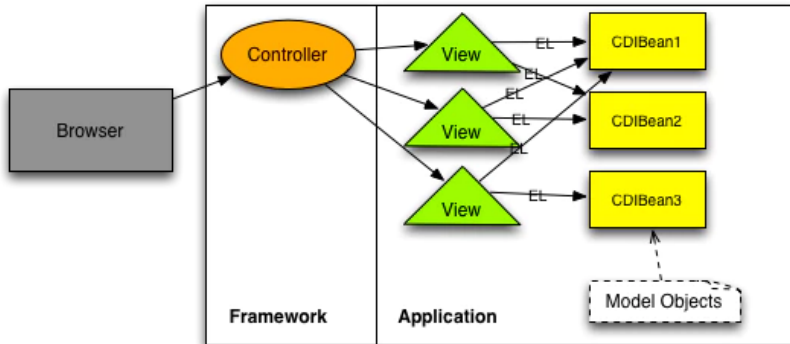 Controller
View
EL
CDIBean1
EL
EL
Browser
View
EL
CDIBean2
EL
View
EL
CDIBean3
Model Objects
Framework
Application